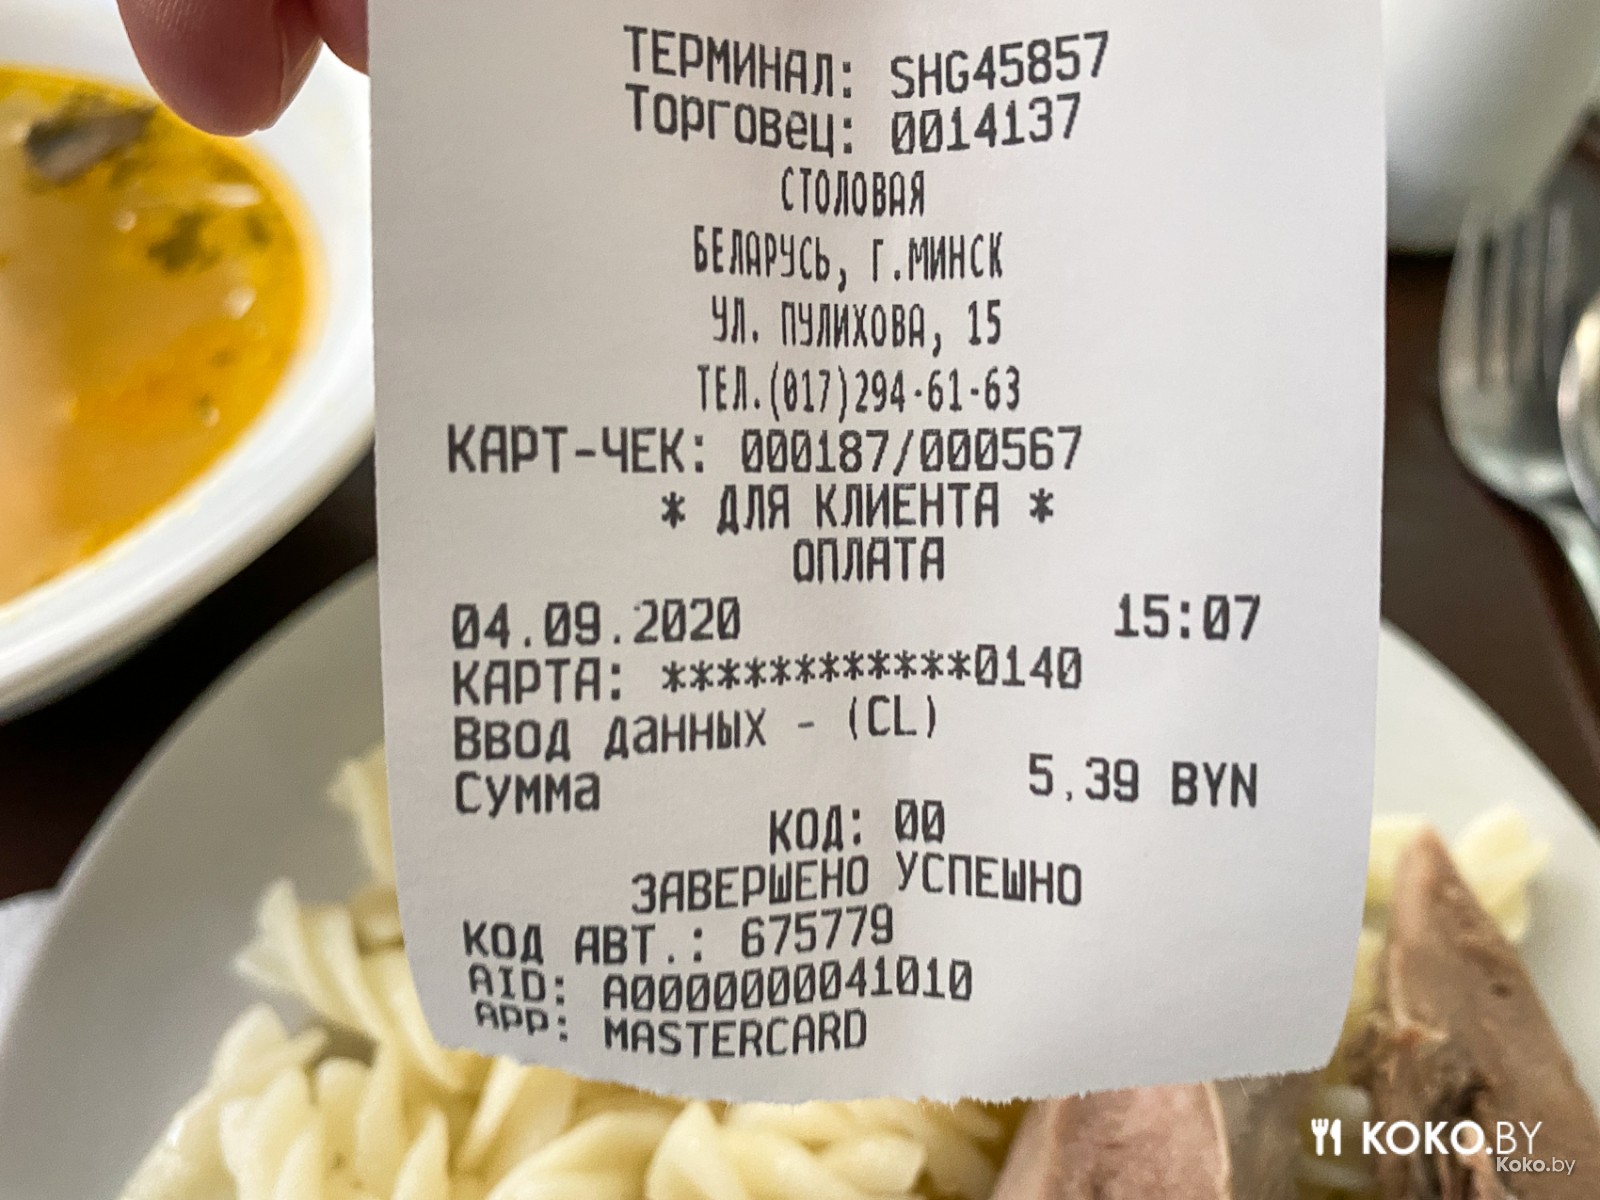 ТЕРМИНАЛ: SHG45857
Торговец: 0014137
СТОЛОВАЯ
БЕЛАРУСЬ, Г.МИНСК
УЛ. ПУЛИХОВА, 15
ТЕЛ.(017)294-61-63
КАРТ-ЧЕК: 000187/000567
* ДЛЯ КЛИЕНТА *
ОПЛАТА
04.09.2020 15:07
КАРТА: ************0140
Ввод данных - (CL)
Сумма 5,39 BYN
КОД: 00
ЗАВЕРШЕНО УСПЕШНО
КОД АВТ.: 675779
AID: A0000000041010
APP: MASTERCARD
KOKO.BY
Koko.by